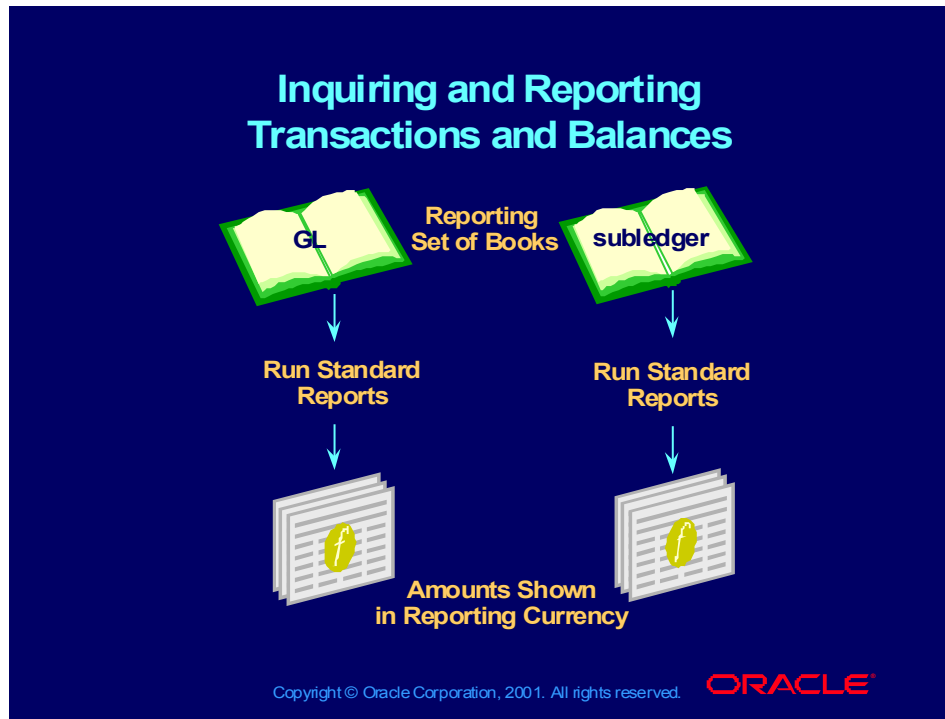 Inquiring and Reporting
Transactions and Balances
GL
Reporting
Set of Books
subledger
Run Standard
Reports
Run Standard
Reports
f
f
Amounts Shown
in Reporting Currency
Copyright © Oracle Corporation, 2001. All rights reserved.
ORACLE®